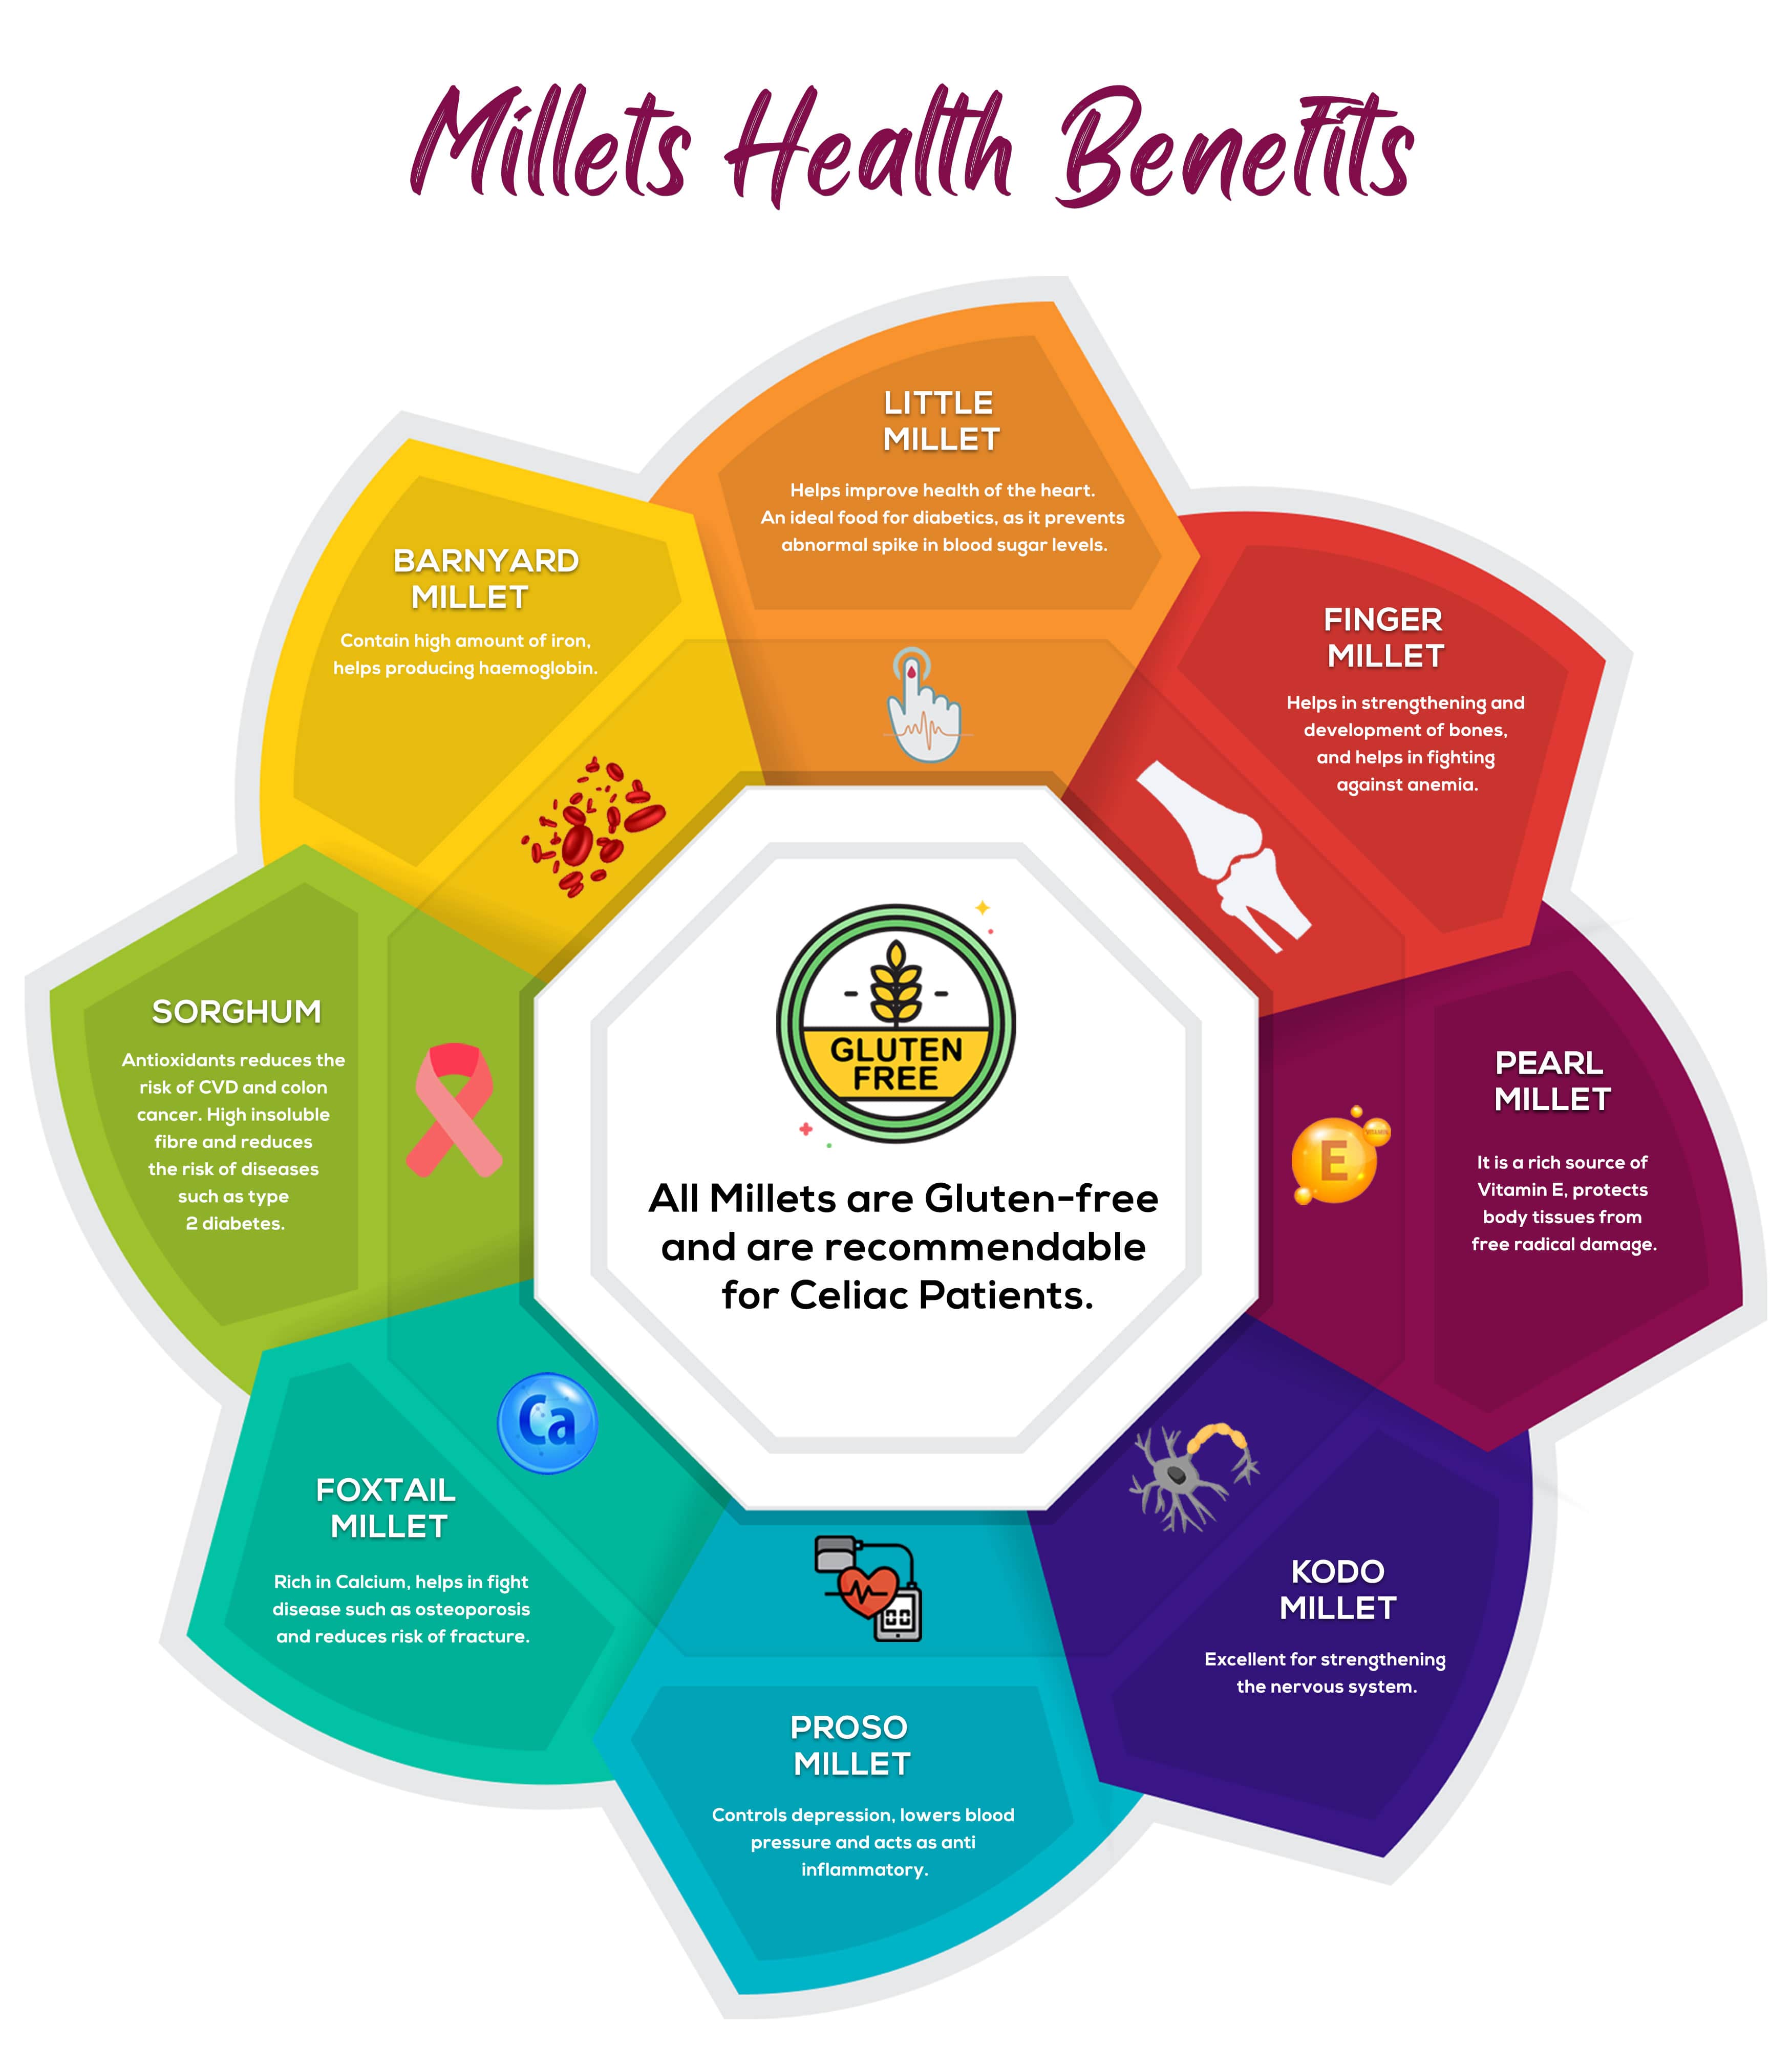 Millets Health Benefits
LITTLE
MILLET
Helps improve health of the heart.
An ideal food for diabetics, as it prevents
abnormal spike in blood sugar levels.
BARNYARD
MILLET
Contain high amount of iron,
helps producing haemoglobin.
FINGER
MILLET
Helps in strengthening and
development of bones,
and helps in fighting
against anemia.
SORGHUM
Antioxidants reduces the
risk of CVD and colon
cancer. High insoluble
fibre and reduces
the risk of diseases
such as type
2 diabetes.
GLUTEN
FREE
All Millets are Gluten-free
and are recommendable
for Celiac Patients.
VITAMIN
E
PEARL
MILLET
It is a rich source of
Vitamin E, protects
body tissues from
free radical damage.
Ca
FOXTAIL
MILLET
Rich in Calcium, helps in fight
disease such as osteoporosis
and reduces risk of fracture.
KODO
MILLET
Excellent for strengthening
the nervous system.
00
PROSO
MILLET
Controls depression, lowers blood
pressure and acts as anti
inflammatory.